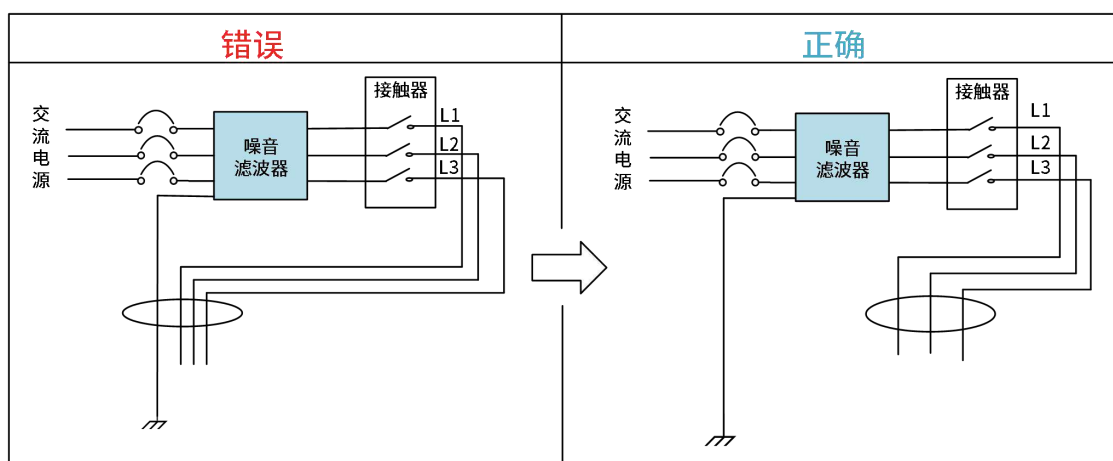 错误
正确
交
流
电
源
噪音
滤波器
接触器
L1
L2
L3
交
流
电
源
噪音
滤波器
接触器
L1
L2
L3